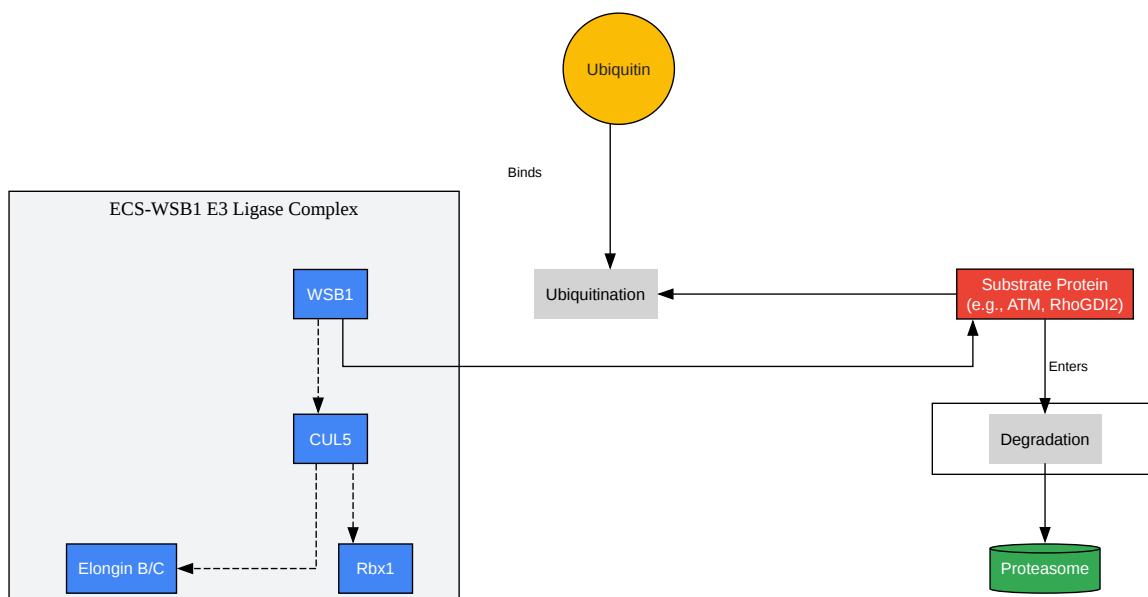 Ubiquitin
Binds
ECS-WSB1 E3 Ligase Complex
WSB1
Ubiquitination
Substrate Protein
(e.g., ATM, RhoGDI2)
Enters
CUL5
Degradation
Elongin B/C
Rbx1
Proteasome